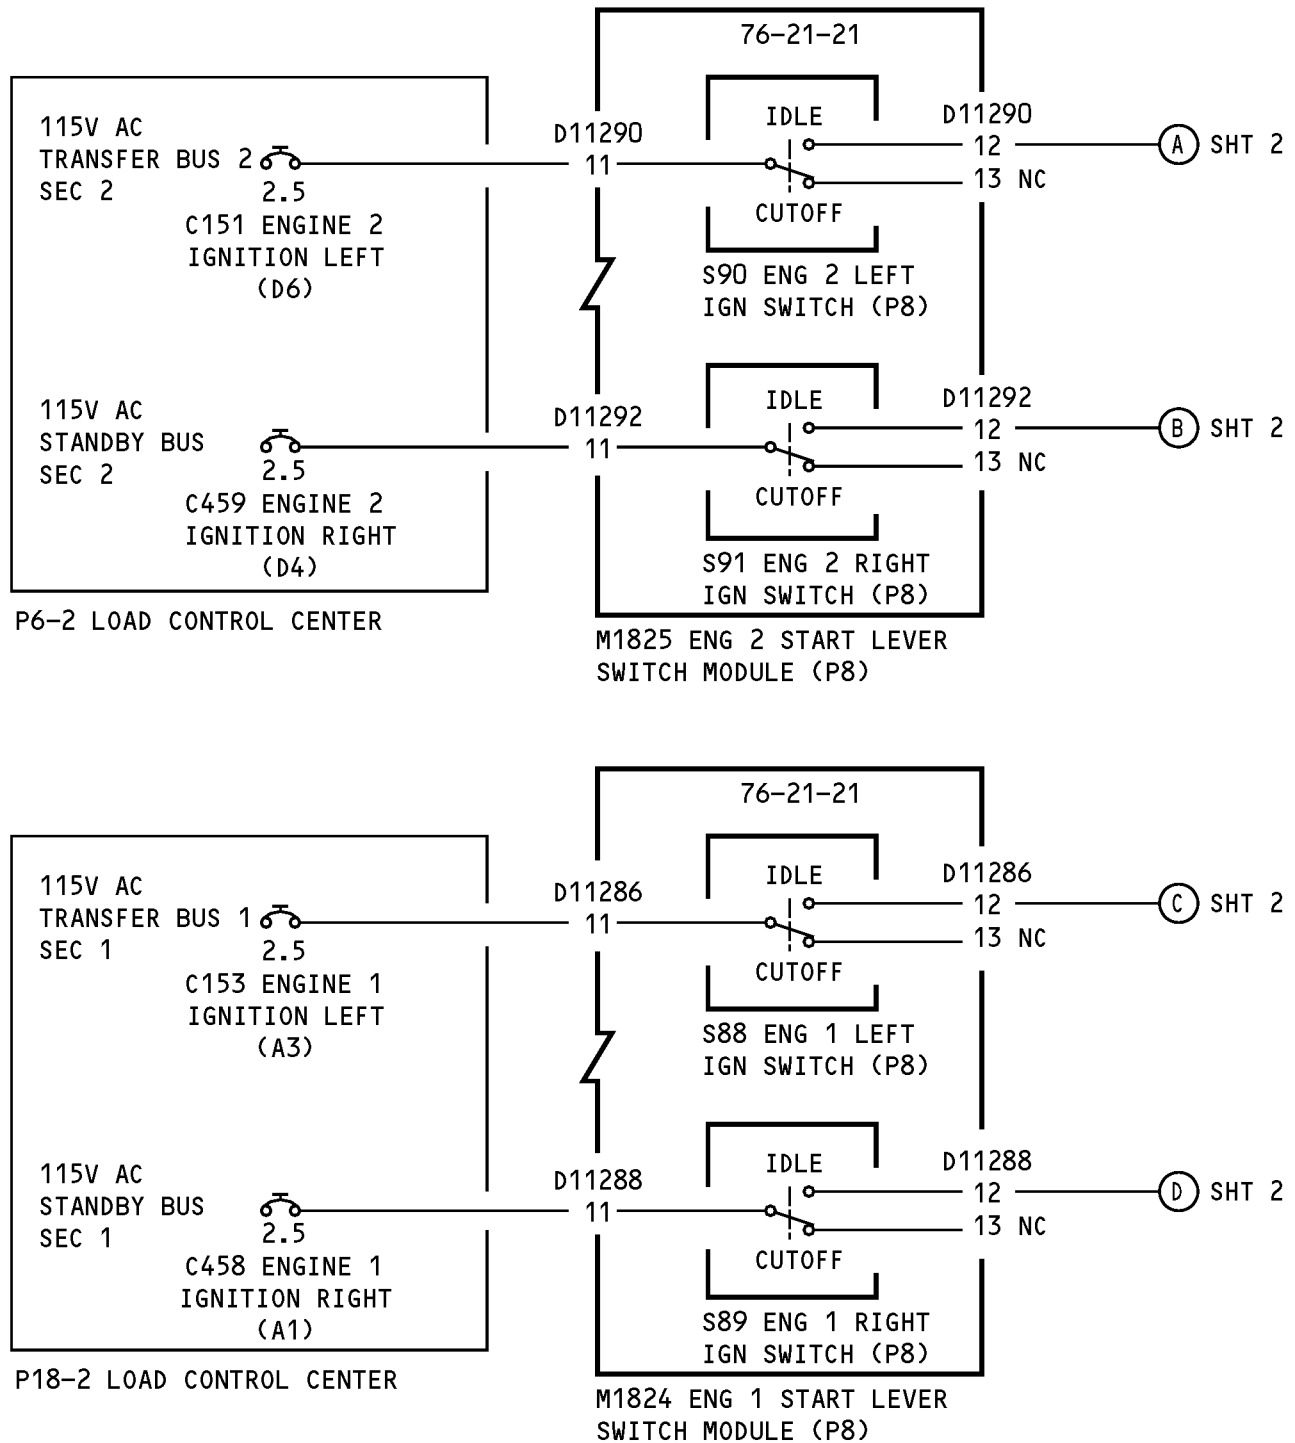 76-21-21
115V AC
TRANSFER BUS 2
SEC 2
2.5
C151 ENGINE 2
IGNITION LEFT
(D6)
D11290
11
IDLE
CUTOFF
D11290
12
13 NC
A SHT 2
S90 ENG 2 LEFT
IGN SWITCH (P8)
115V AC
STANDBY BUS
SEC 2
2.5
C459 ENGINE 2
IGNITION RIGHT
(D4)
D11292
11
IDLE
CUTOFF
D11292
12
13 NC
B SHT 2
S91 ENG 2 RIGHT
IGN SWITCH (P8)
P6-2 LOAD CONTROL CENTER
M1825 ENG 2 START LEVER
SWITCH MODULE (P8)
76-21-21
115V AC
TRANSFER BUS 1
SEC 1
2.5
C153 ENGINE 1
IGNITION LEFT
(A3)
D11286
11
IDLE
CUTOFF
D11286
12
13 NC
C SHT 2
S88 ENG 1 LEFT
IGN SWITCH (P8)
115V AC
STANDBY BUS
SEC 1
2.5
C458 ENGINE 1
IGNITION RIGHT
(A1)
D11288
11
IDLE
CUTOFF
D11288
12
13 NC
D SHT 2
S89 ENG 1 RIGHT
IGN SWITCH (P8)
P18-2 LOAD CONTROL CENTER
M1824 ENG 1 START LEVER
SWITCH MODULE (P8)